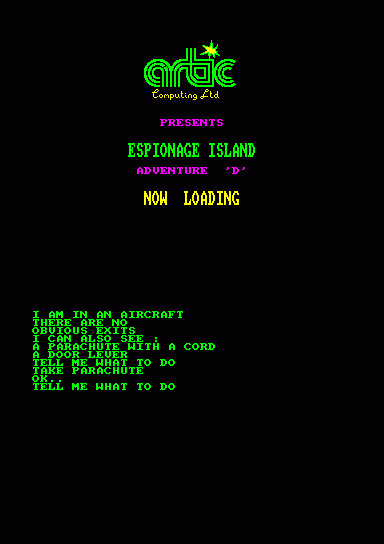 artic
Computing Ltd
PRESENTS
ESPIONAGE ISLAND
ADVENTURE 'D'
NOW LOADING
I AM IN AN AIRCRAFT
THERE ARE NO
OBVIOUS EXITS
I CAN ALSO SEE :
A PARACHUTE WITH A CORD
A DOOR LEVER
TELL ME WHAT TO DO
TAKE PARACHUTE
OK..
TELL ME WHAT TO DO